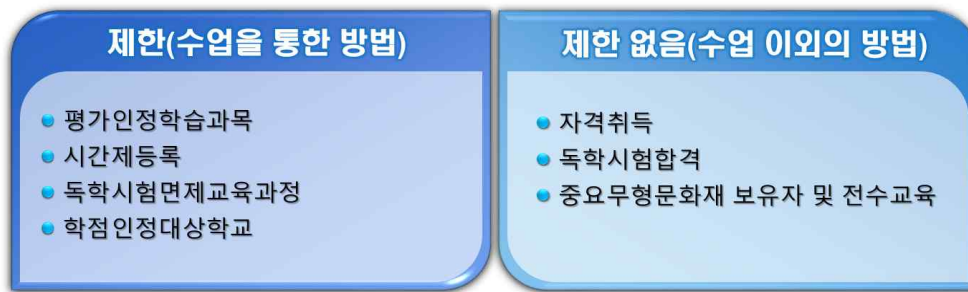 제한(수업을 통한 방법)
평가인정학습과목
시간제등록
독학시험면제교육과정
학점인정대상학교
제한 없음(수업 이외의 방법)
자격취득
독학시험합격
중요무형문화재 보유자 및 전수교육